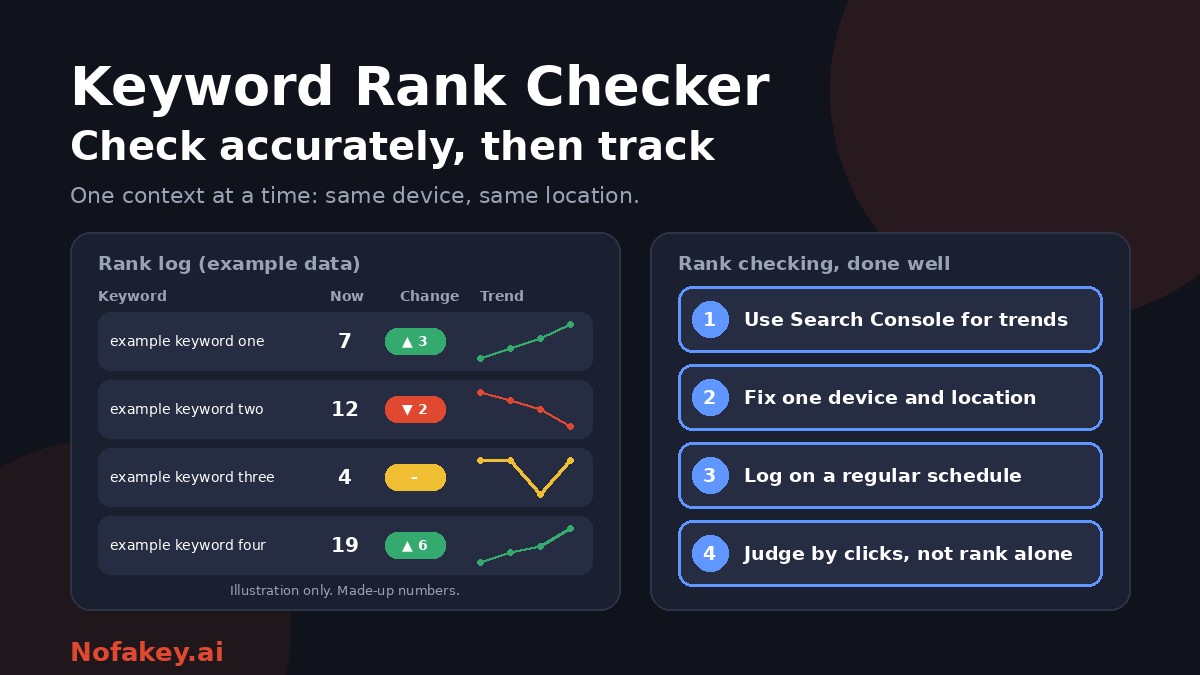 Keyword Rank Checker
Check accurately, then track
One context at a time: same device, same location.
Rank log (example data)
Keyword Now Change Trend
example keyword one 7 ▲ 3
example keyword two 12 ▼ 2
example keyword three 4 -
example keyword four 19 ▲ 6
Illustration only. Made-up numbers.
Rank checking, done well
1 Use Search Console for trends
2 Fix one device and location
3 Log on a regular schedule
4 Judge by clicks, not rank alone
Nofakey.ai